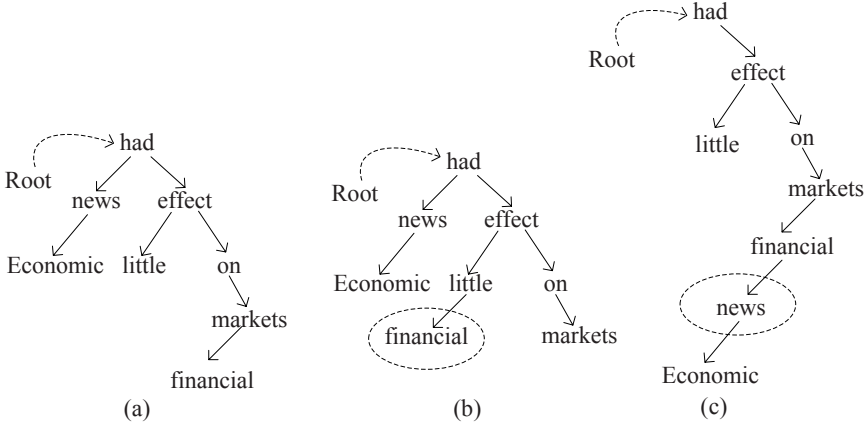 had
Root
news effect
Economic little on
markets
financial
(a)
had
Root
news effect
Economic little on
financial markets
(b)
had
Root
effect
little on
markets
financial
news
Economic
(c)